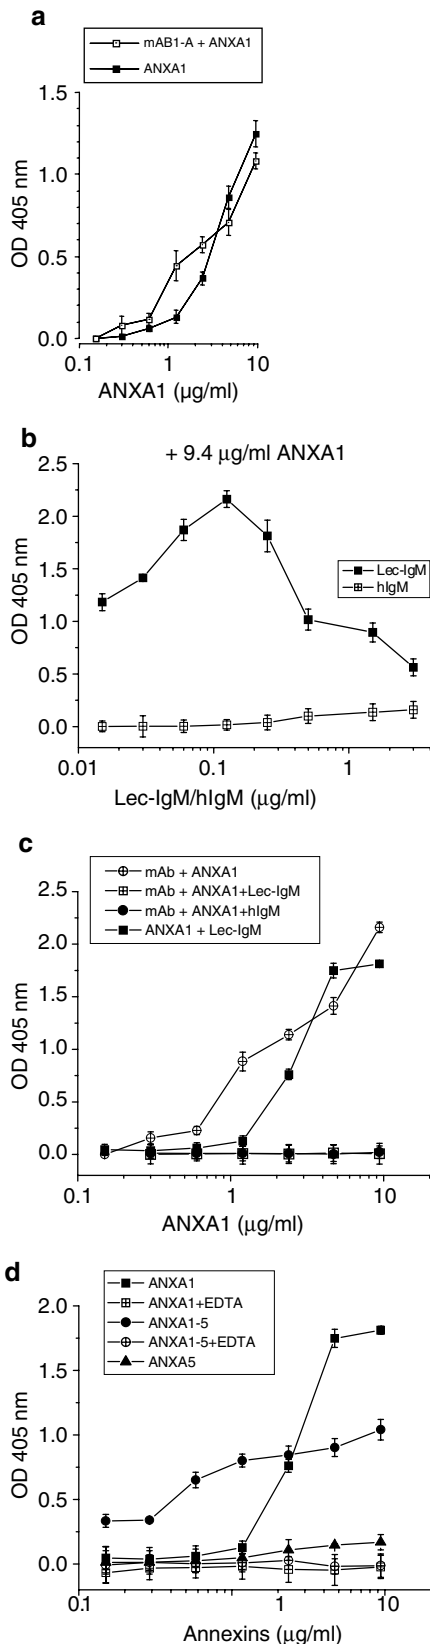 a
mAB1-A + ANXA1
ANXA1
1.5
1.0
0.5
0.0
OD 405 nm
0.1 1 10
ANXA1 (μg/ml)
b
+ 9.4 μg/ml ANXA1
2.5
2.0
1.5
1.0
0.5
0.0
OD 405 nm
Lec-IgM
hIgM
0.01 0.1 1
Lec-IgM/hIgM (μg/ml)
c
mAb + ANXA1
mAb + ANXA1+Lec-IgM
mAb + ANXA1+hIgM
ANXA1 + Lec-IgM
2.5
2.0
1.5
1.0
0.5
0.0
OD 405 nm
0.1 1 10
ANXA1 (μg/ml)
d
ANXA1
ANXA1+EDTA
ANXA1-5
ANXA1-5+EDTA
ANXA5
2.0
1.5
1.0
0.5
0.0
OD 405 nm
0.1 1 10
Annexins (μg/ml)